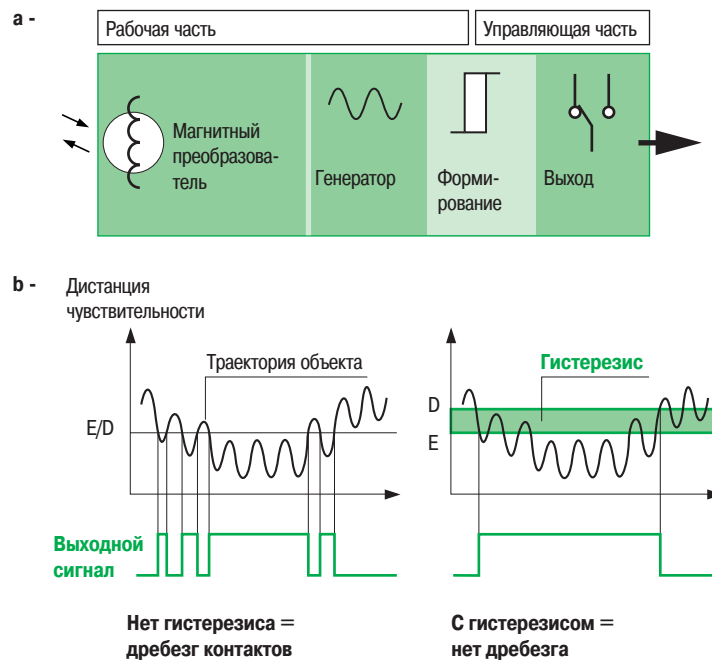 a -
Рабочая часть
Управляющая часть
Магнитный
преобразова-
тель
Генератор
Форми-
рование
Выход
b -
Дистанция
чувствительности
Траектория объекта
E/D
Гистерезис
D
E
Выходной
сигнал
Нет гистерезиса =
дребезг контактов
С гистерезисом =
нет дребезга